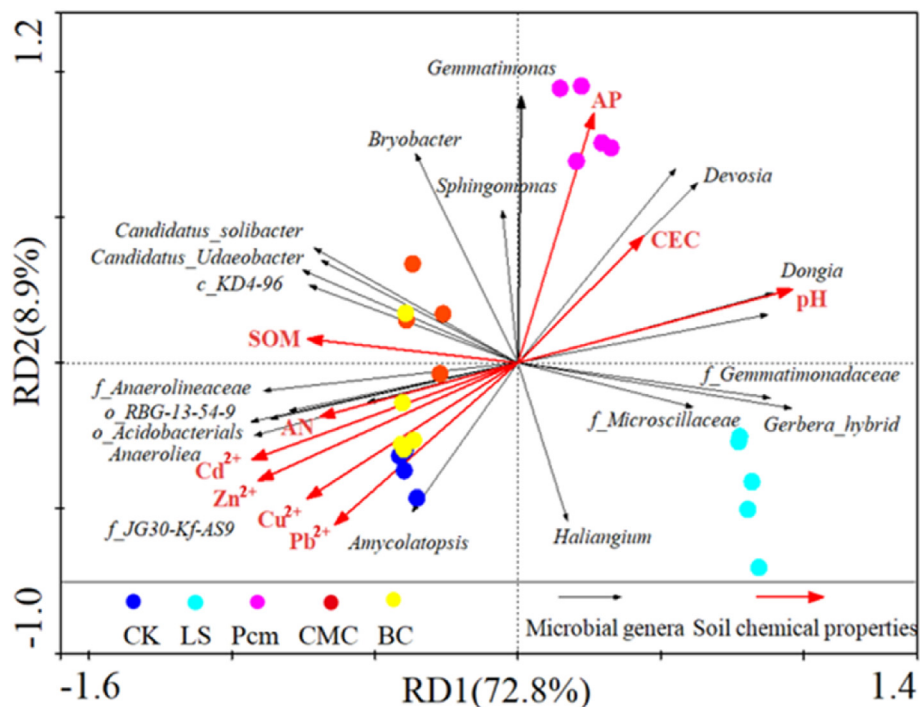 1.2
Gemmatimonas
AP
Bryobacter
Sphingomonas
Devosia
Candidatus_solibacter
CEC
Candidatus_Udaeobacter
Dongia
c_KD4-96
pH
SOM
RD2(8.9%)
f_Anaerolineaceae
f_Gemmatimonadaceae
o_RBG-13-54-9
f_Microscillaceae
Gerbera_hybrid
AN
o_Acidobacterials
Anaeroliea
Cd2+
Zn2+
Cu2+
f_JG30-Kf-AS9
Pb2+
Amycolatopsis
Haliangium
-1.0
CK LS Pcm CMC BC
Microbial genera Soil chemical properties
-1.6
RD1(72.8%)
1.4